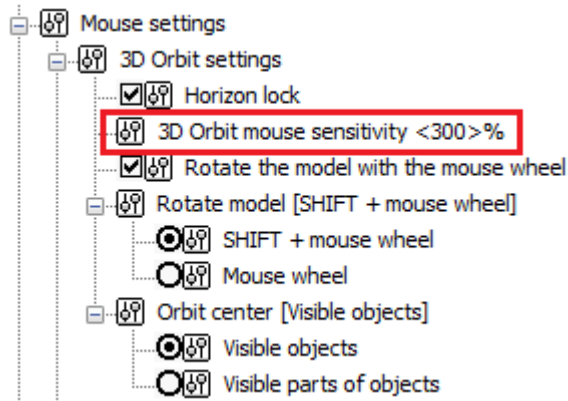 Mouse settings
3D Orbit settings
Horizon lock
3D Orbit mouse sensitivity <300>%
Rotate the model with the mouse wheel
Rotate model [SHIFT + mouse wheel]
SHIFT + mouse wheel
Mouse wheel
Orbit center [Visible objects]
Visible objects
Visible parts of objects